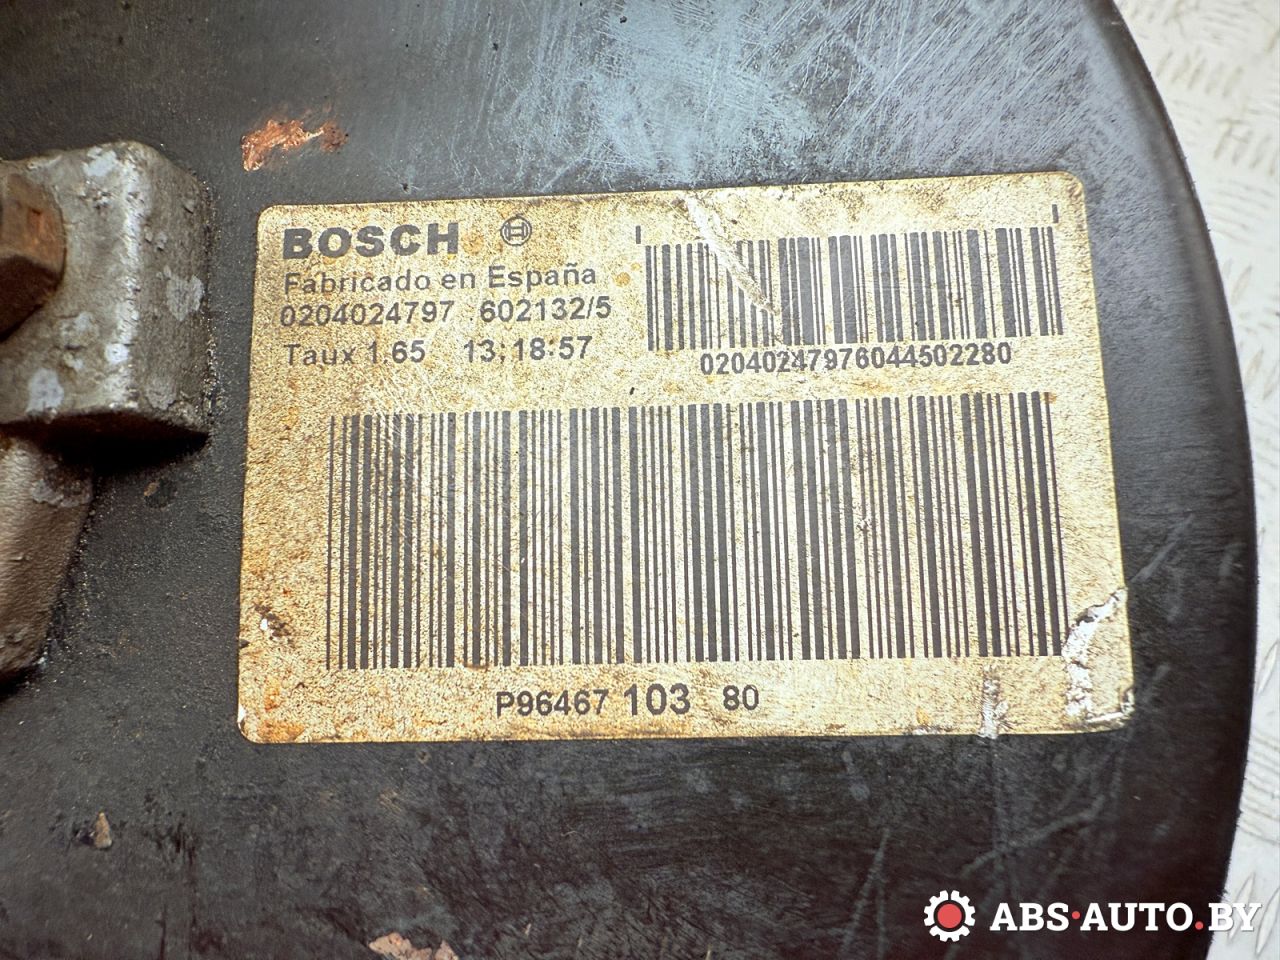 BOSCH
Fabricado en España
0204024797 602132/5
Taux 1.65 13,18:57
02040247976044502280
P96467 103 80
ABS·AUTO.BY